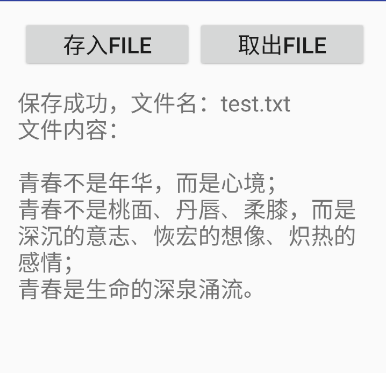 存入FILE
取出FILE
保存成功，文件名：test.txt
文件内容：
青春不是年华，而是心境；
青春不是桃面、丹唇、柔膝，而是
深沉的意志、恢宏的想像、炽热的
感情；
青春是生命的深泉涌流。